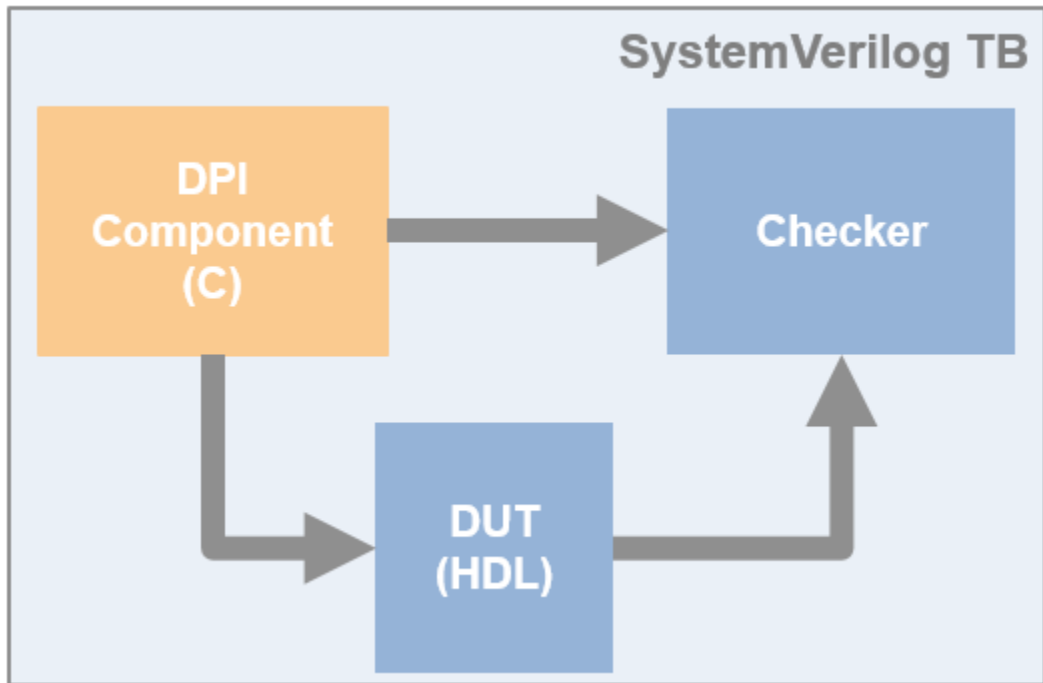 SystemVerilog TB
DPI
Component
(C)
Checker
DUT
(HDL)